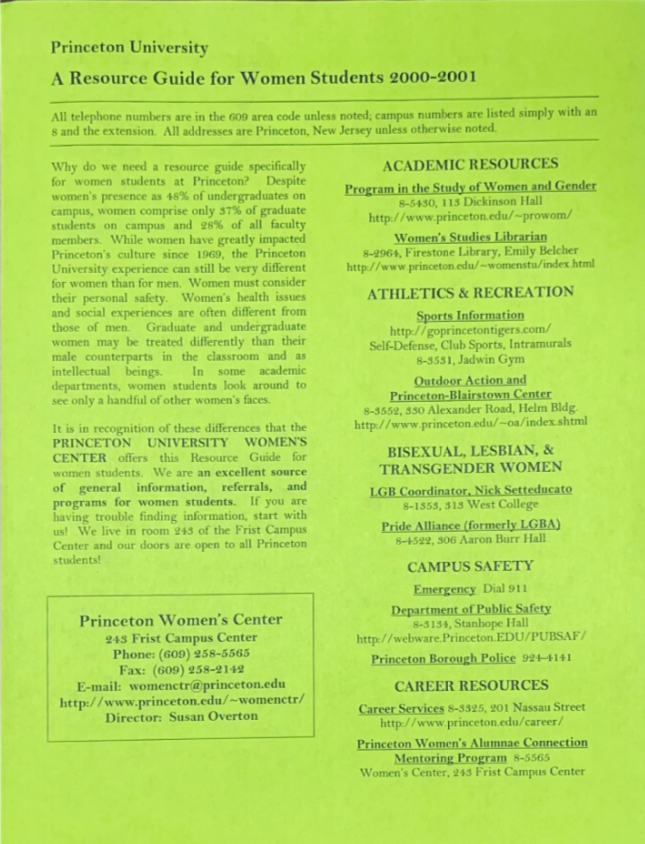 Princeton University
A Resource Guide for Women Students 2000-2001
All telephone numbers are in the 609 area code unless noted; campus numbers are listed simply with an
8 and the extension. All addresses are Princeton, New Jersey unless otherwise noted.
Why do we need a resource guide specifically
for women students at Princeton? Despite
women's presence as 48% of undergraduates on
campus, women comprise only 37% of graduate
students on campus and 28% of all faculty
members. While women have greatly impacted
Princeton's culture since 1969, the Princeton
University experience can still be very different
for women than for men. Women must consider
their personal safety. Women's health issues
and social experiences are often different from
those of men. Graduate and undergraduate
women may be treated differently than their
male counterparts in the classroom and as
intellectual beings. In some academic
departments, women students look around to
see only a handful of other women's faces.
It is in recognition of these differences that the
PRINCETON UNIVERSITY WOMEN'S
CENTER offers this Resource Guide for
women students. We are an excellent source
of general information, referrals, and
programs for women students. If you are
having trouble finding information, start with
us! We live in room 243 of the Frist Campus
Center and our doors are open to all Princeton
students!
Princeton Women's Center
243 Frist Campus Center
Phone: (609) 258-5565
Fax: (609) 258-2142
E-mail: womenctr@princeton.edu
http://www.princeton.edu/~womenctr/
Director: Susan Overton
ACADEMIC RESOURCES
Program in the Study of Women and Gender
8-5430, 113 Dickinson Hall
http://www.princeton.edu/~prowom/
Women's Studies Librarian
8-2964, Firestone Library, Emily Belcher
http://www.princeton.edu/~womenstu/index.html
ATHLETICS & RECREATION
Sports Information
http://goprincetontigers.com/
Self-Defense, Club Sports, Intramurals
8-3531, Jadwin Gym
Outdoor Action and
Princeton-Blairstown Center
8-3552, 330 Alexander Road, Helm Bldg.
http://www.princeton.edu/~oa/index.shtml
BISEXUAL, LESBIAN, &
TRANSGENDER WOMEN
LGB Coordinator, Nick Setteducato
8-1353, 313 West College
Pride Alliance (formerly LGBA)
8-4522, 306 Aaron Burr Hall
CAMPUS SAFETY
Emergency Dial 911
Department of Public Safety
8-3134, Stanhope Hall
http://webware.Princeton.EDU/PUBSAF/
Princeton Borough Police 924-4141
CAREER RESOURCES
Career Services 8-3325, 201 Nassau Street
http://www.princeton.edu/career/
Princeton Women's Alumnae Connection
Mentoring Program 8-5565
Women's Center, 243 Frist Campus Center